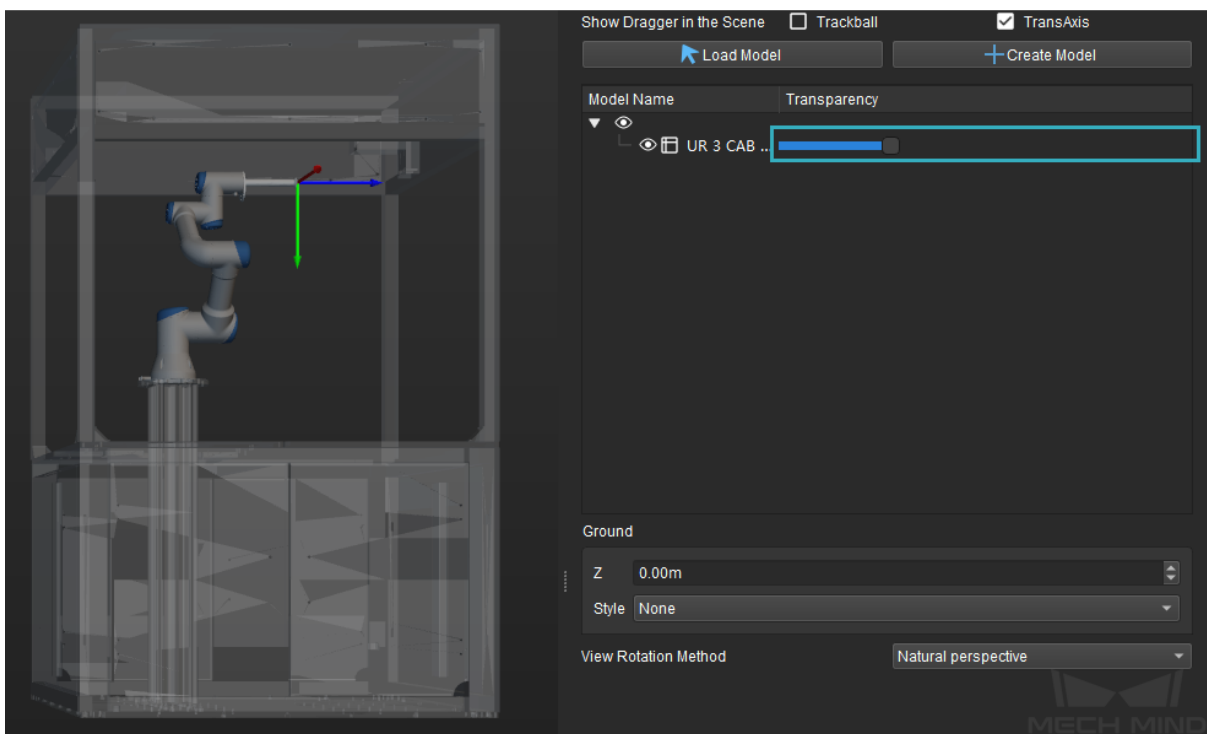 Show Dragger in the Scene Trackball TransAxis
Load Model Create Model
Model Name Transparency
UR 3 CAB ...
Ground
Z 0.00m
Style None
View Rotation Method Natural perspective
MECH MIND